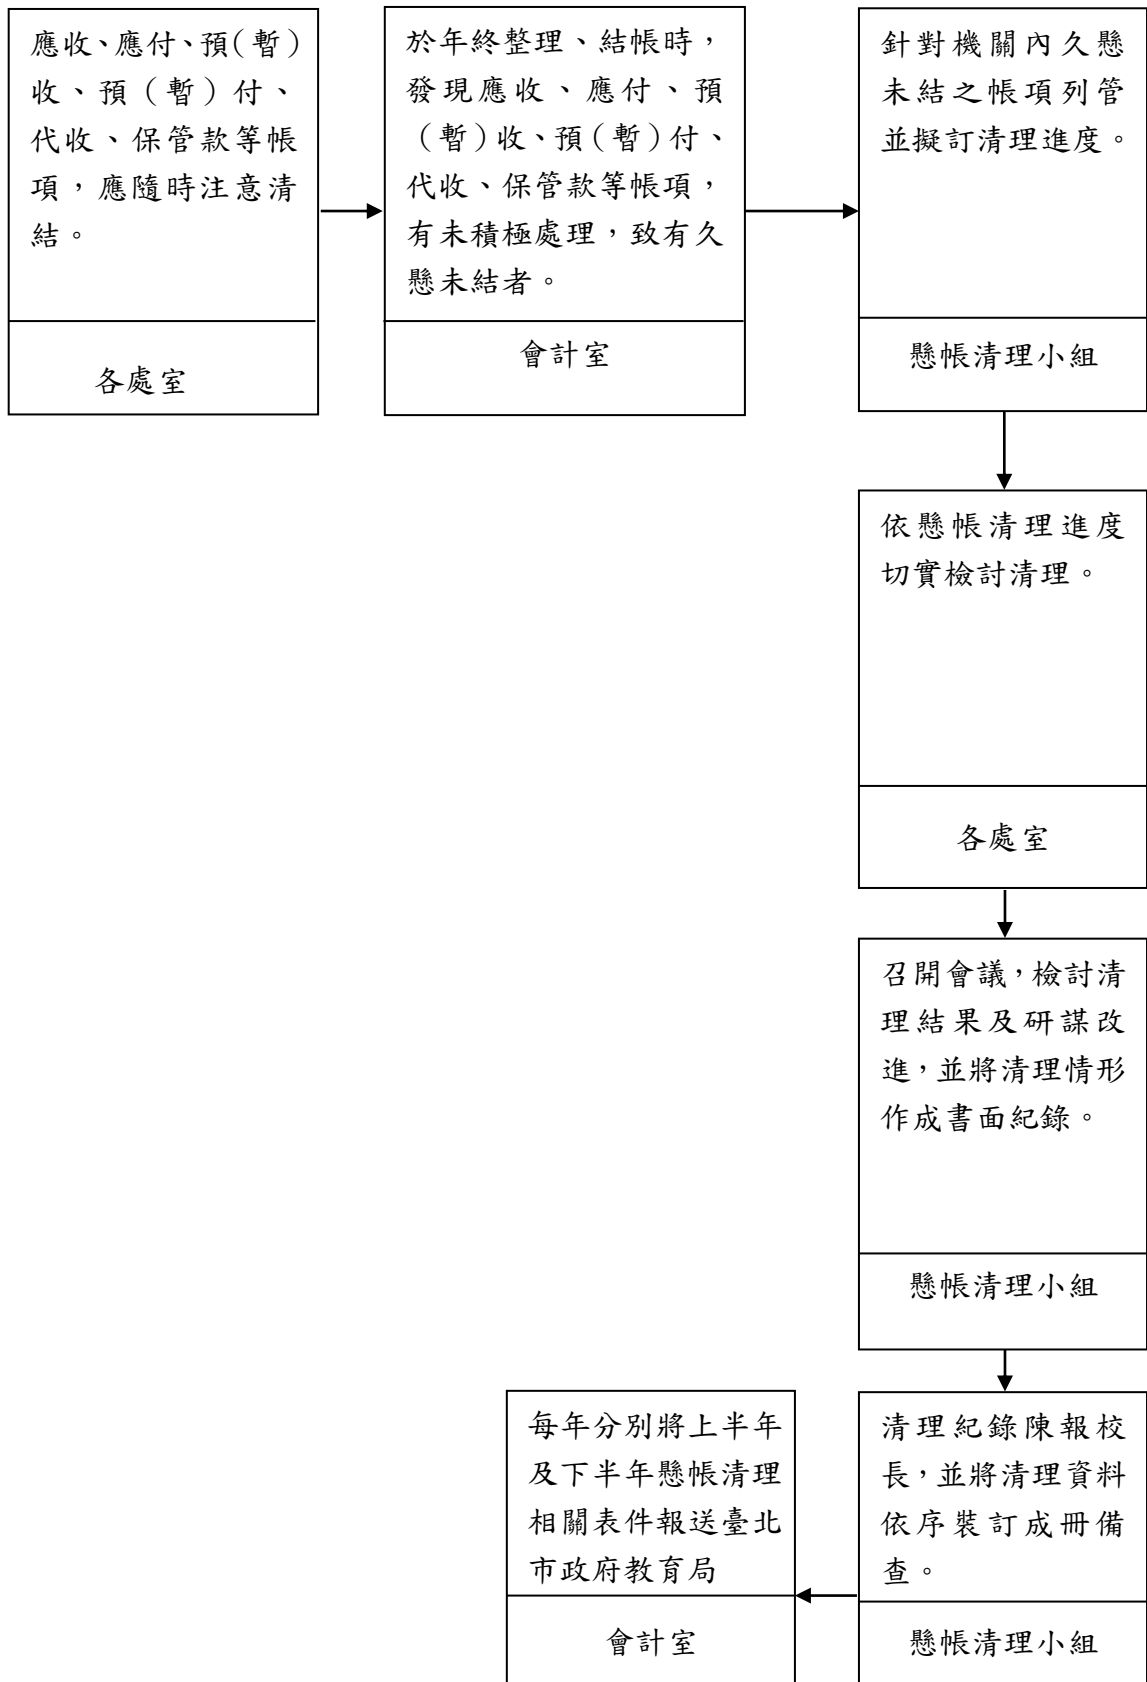 應收、應付、預(暫)
收、預（暫）付、
代收、保管款等帳
項，應隨時注意清
結。
各處室
於年終整理、結帳時，
發現應收、應付、預
（暫）收、預（暫）付、
代收、保管款等帳項，
有未積極處理，致有久
懸未結者。
會計室
針對機關內久懸
未結之帳項列管
並擬訂清理進度。
懸帳清理小組
依懸帳清理進度
切實檢討清理。
各處室
召開會議，檢討清
理結果及研謀改
進，並將清理情形
作成書面紀錄。
懸帳清理小組
清理紀錄陳報校
長，並將清理資料
依序裝訂成冊備
查。
懸帳清理小組
每年分別將上半年
及下半年懸帳清理
相關表件報送臺北
市政府教育局
會計室